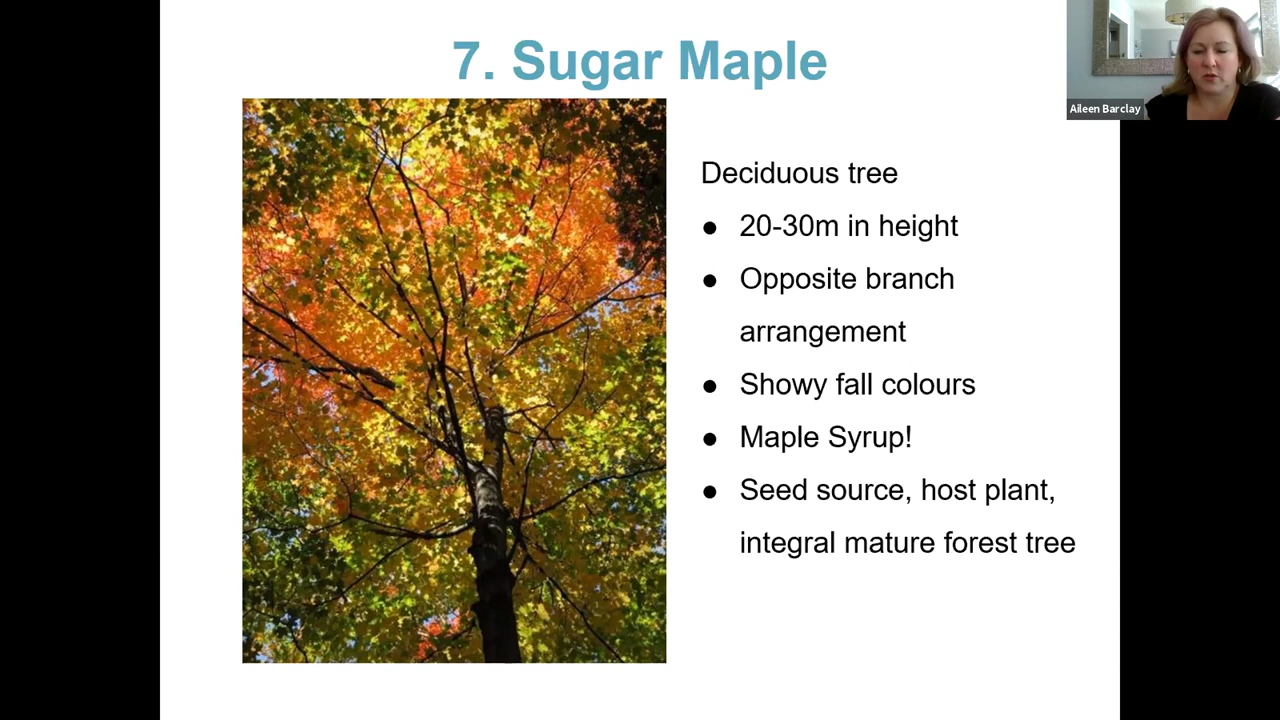 7. Sugar Maple
Aileen Barclay
Deciduous tree
● 20-30m in height
● Opposite branch
arrangement
● Showy fall colours
● Maple Syrup!
● Seed source, host plant,
integral mature forest tree